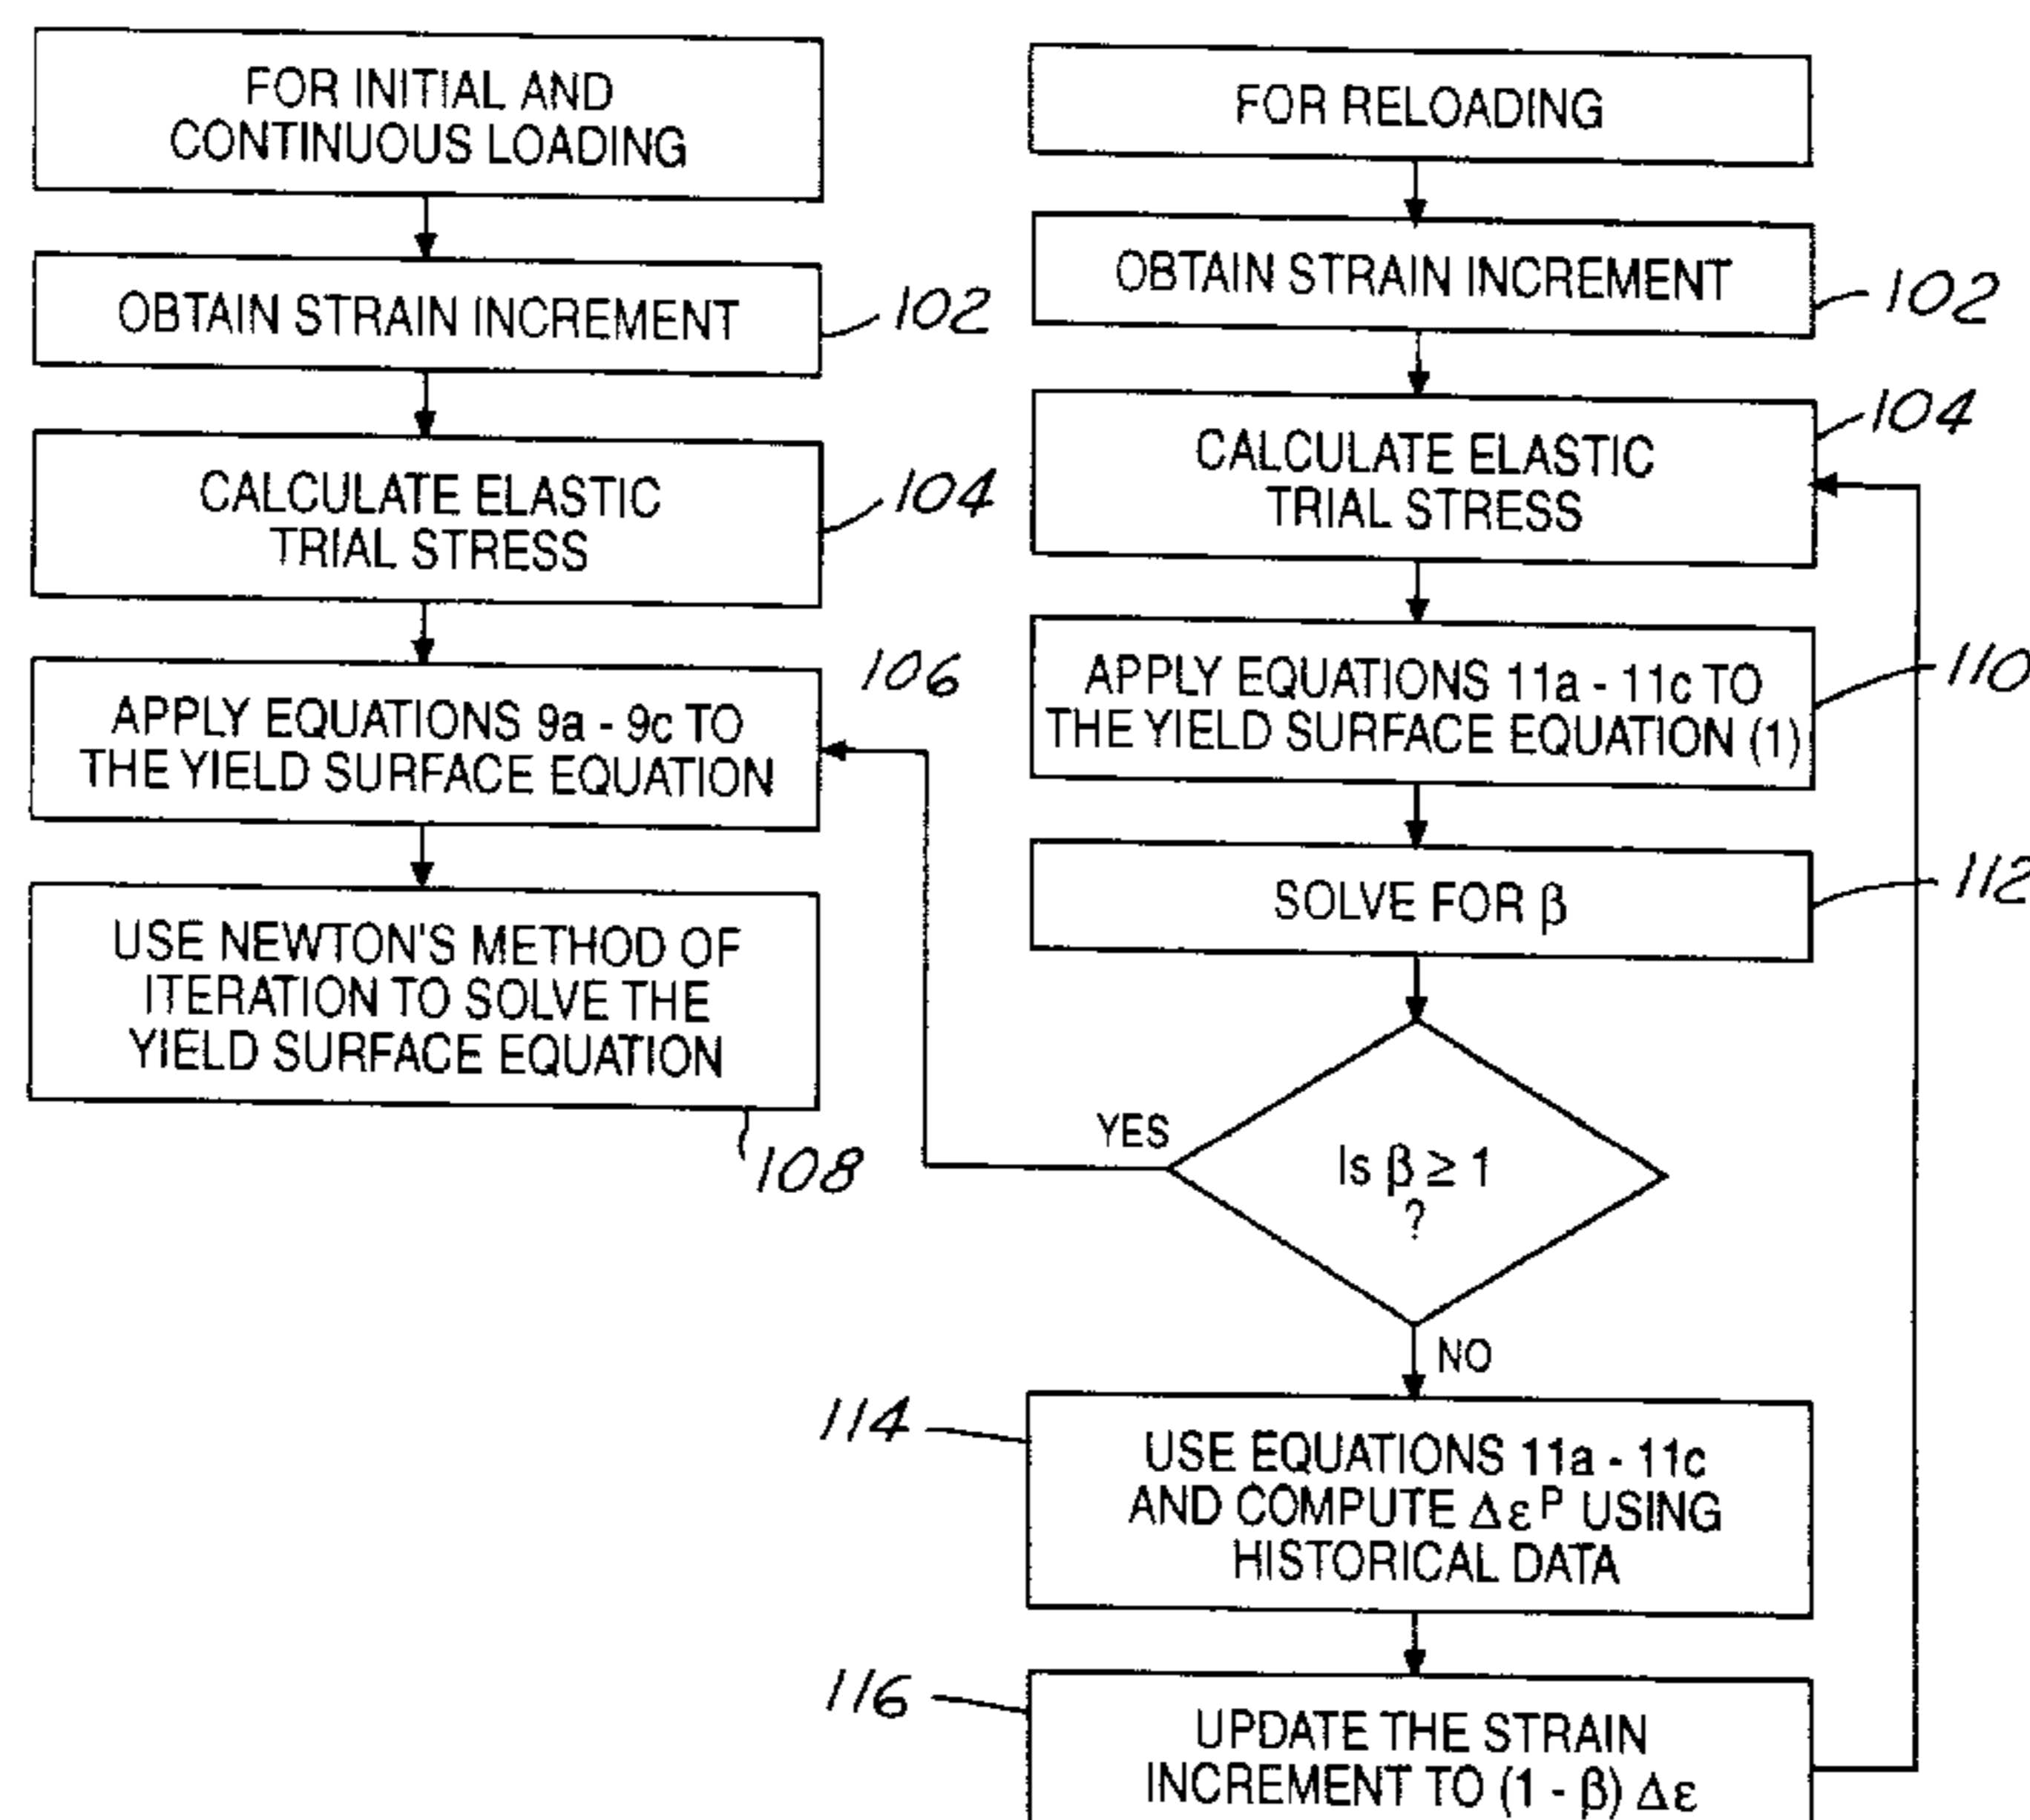 FOR INITIAL AND
CONTINUOUS LOADING
OBTAIN STRAIN INCREMENT
102
CALCULATE ELASTIC
TRIAL STRESS
104
APPLY EQUATIONS 9a - 9c TO
THE YIELD SURFACE EQUATION
106
USE NEWTON'S METHOD OF
ITERATION TO SOLVE THE
YIELD SURFACE EQUATION
108
FOR RELOADING
OBTAIN STRAIN INCREMENT
102
CALCULATE ELASTIC
TRIAL STRESS
104
APPLY EQUATIONS 11a - 11c TO
THE YIELD SURFACE EQUATION (1)
110
SOLVE FOR β
112
Is β ≥ 1
?
YES
NO
114
USE EQUATIONS 11a - 11c
AND COMPUTE Δε^P USING
HISTORICAL DATA
116
UPDATE THE STRAIN
INCREMENT TO (1 - β) Δε